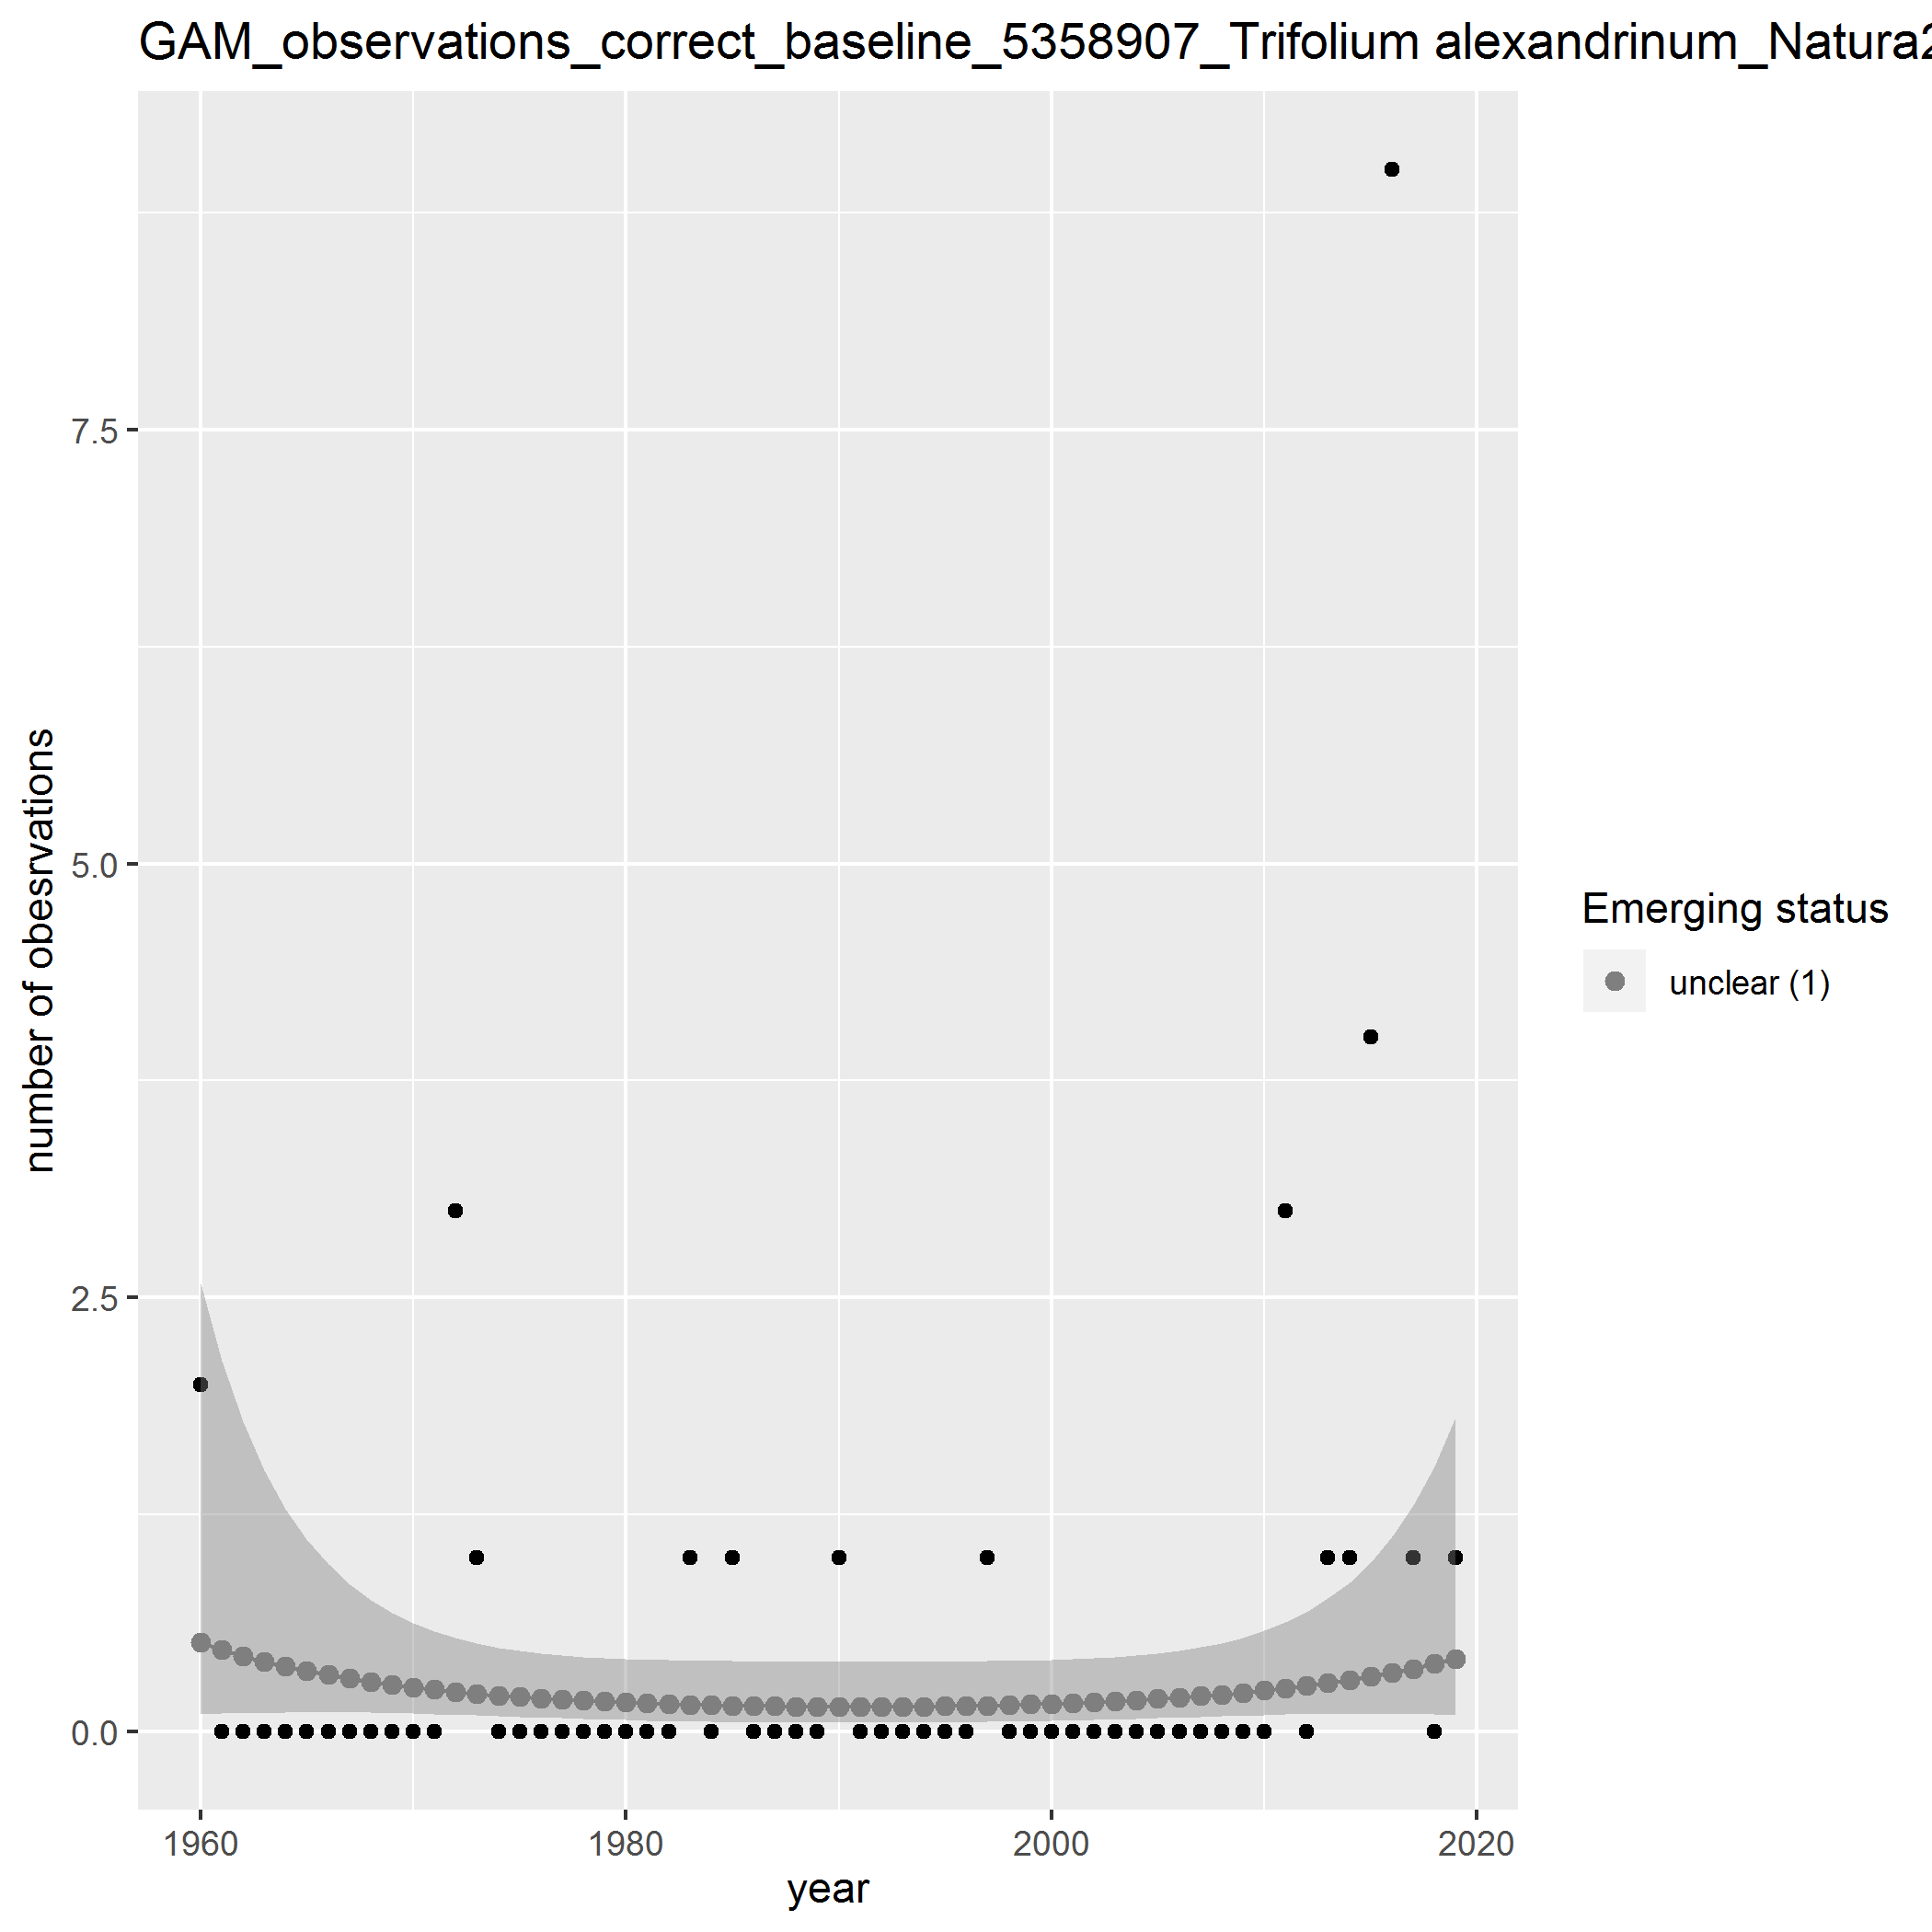 GAM_observations_correct_baseline_5358907_Trifolium alexandrinum_Natura2
7.5
5.0
2.5
0.0
number of obesrvations
1960
1980
2000
2020
year
Emerging status
unclear (1)